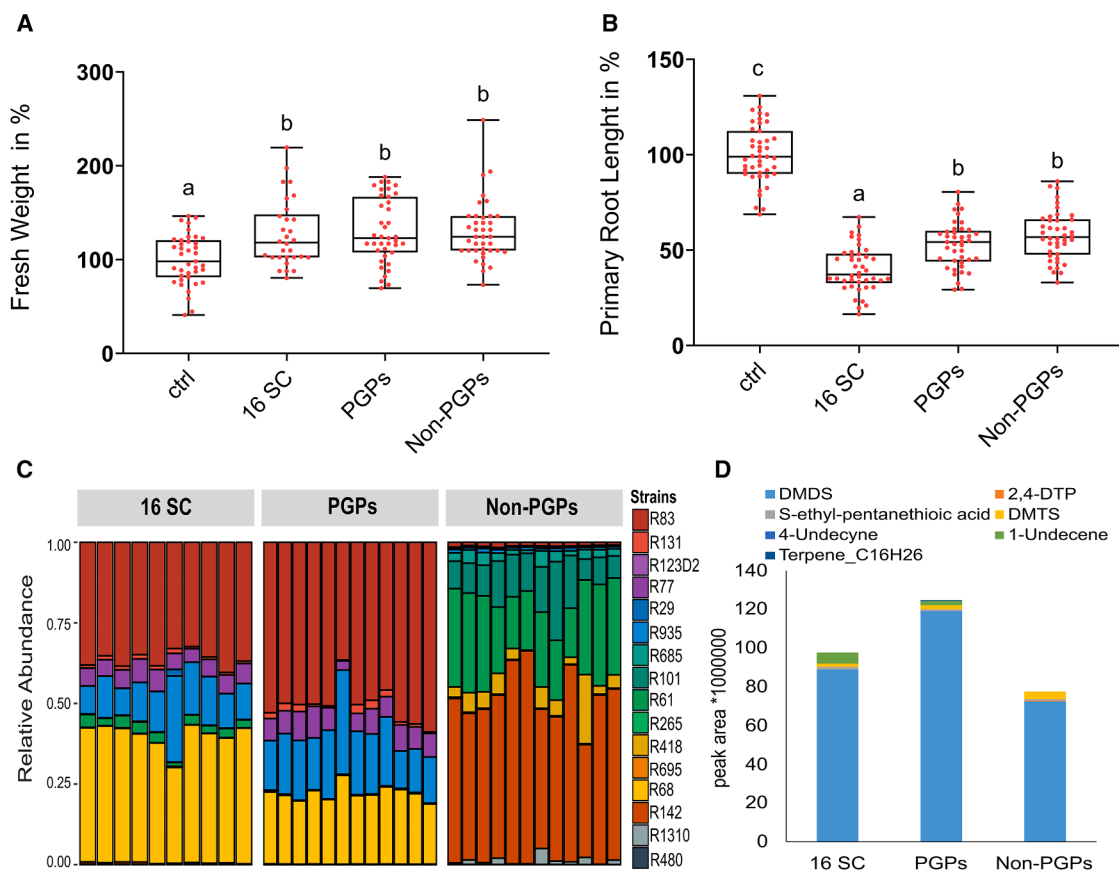 A
Fresh Weight in %
300
200
100
0
a
b
b
b
ctrl
16 SC
PGPs
Non-PGPs
B
Primary Root Lenght in %
150
100
50
0
c
a
b
b
ctrl
16 SC
PGPs
Non-PGPs
C
16 SC
PGPs
Non-PGPs
Relative Abundance
1.00
0.75
0.50
0.25
0.00
Strains
R83
R131
R123D2
R77
R29
R935
R685
R101
R61
R265
R418
R695
R68
R142
R1310
R480
D
DMDS
2,4-DTP
S-ethyl-pentanethioic acid
DMTS
4-Undecyne
1-Undecene
Terpene_C16H26
peak area *1000000
140
120
100
80
60
40
20
0
16 SC
PGPs
Non-PGPs